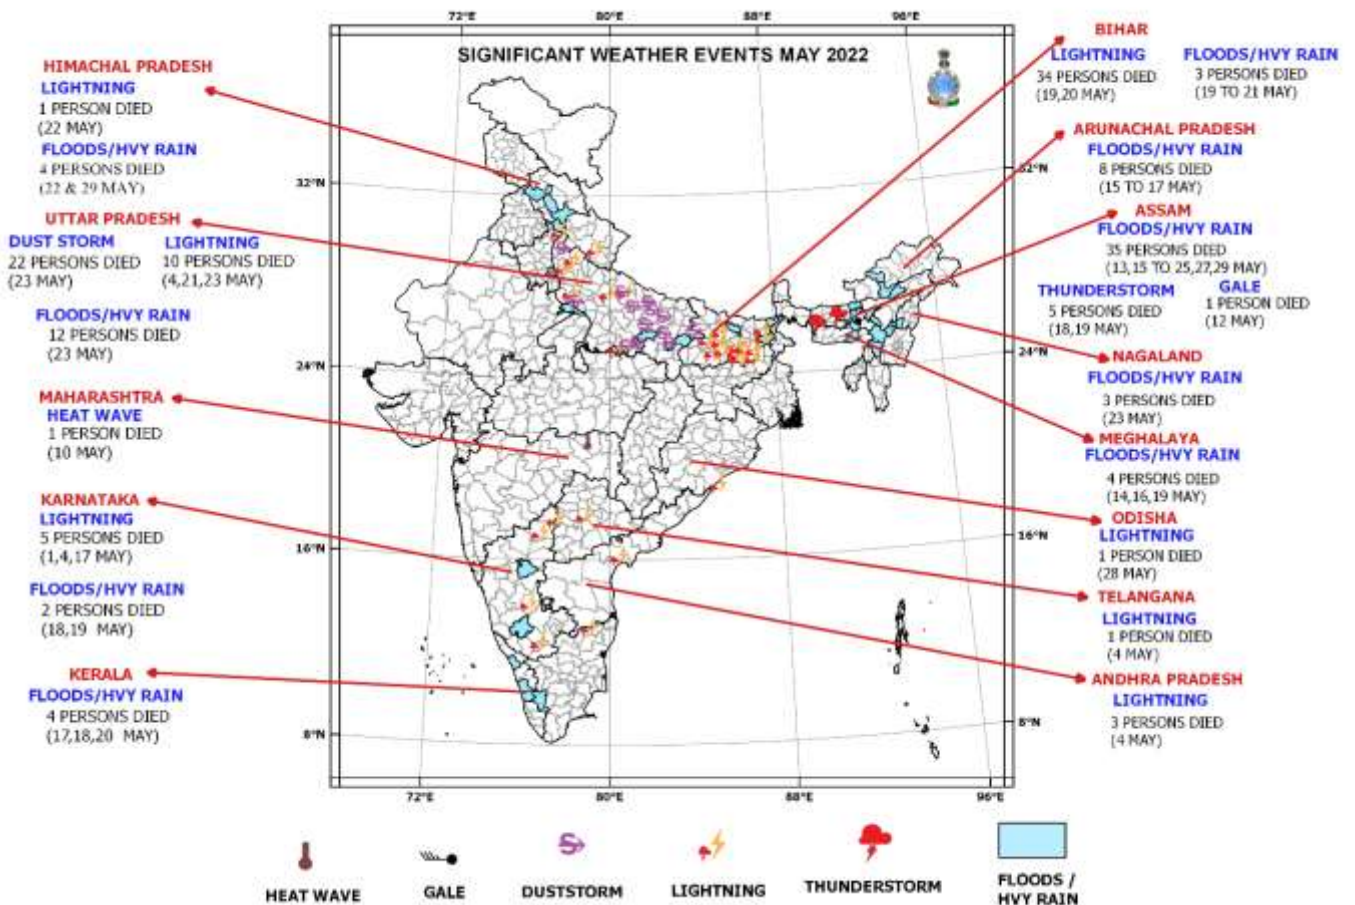 72°E 80°E 88°E 96°E
SIGNIFICANT WEATHER EVENTS MAY 2022
HIMACHAL PRADESH
LIGHTNING
1 PERSON DIED
(22 MAY)
FLOODS/HVY RAIN
4 PERSONS DIED
(22 & 29 MAY)
UTTAR PRADESH
DUST STORM LIGHTNING
22 PERSONS DIED 10 PERSONS DIED
(23 MAY) (4,21,23 MAY)
FLOODS/HVY RAIN
12 PERSONS DIED
(23 MAY)
MAHARASHTRA
HEAT WAVE
1 PERSON DIED
(10 MAY)
KARNATAKA
LIGHTNING
5 PERSONS DIED
(1,4,17 MAY)
FLOODS/HVY RAIN
2 PERSONS DIED
(18,19 MAY)
KERALA
FLOODS/HVY RAIN
4 PERSONS DIED
(17,18,20 MAY)
32°N
24°N
16°N
8°N
BIHAR
LIGHTNING FLOODS/HVY RAIN
34 PERSONS DIED 3 PERSONS DIED
(19,20 MAY) (19 TO 21 MAY)
ARUNACHAL PRADESH
FLOODS/HVY RAIN
8 PERSONS DIED
(15 TO 17 MAY)
ASSAM
FLOODS/HVY RAIN
35 PERSONS DIED
(13,15 TO 25,27,29 MAY)
THUNDERSTORM GALE
5 PERSONS DIED 1 PERSON DIED
(18,19 MAY) (12 MAY)
NAGALAND
FLOODS/HVY RAIN
3 PERSONS DIED
(23 MAY)
MEGHALAYA
FLOODS/HVY RAIN
4 PERSONS DIED
(14,16,19 MAY)
ODISHA
LIGHTNING
1 PERSON DIED
(28 MAY)
TELANGANA
LIGHTNING
1 PERSON DIED
(4 MAY)
ANDHRA PRADESH
LIGHTNING
3 PERSONS DIED
(4 MAY)
32°N
24°N
16°N
8°N
72°E 80°E 88°E 96°E
HEAT WAVE GALE DUSTSTORM LIGHTNING THUNDERSTORM FLOODS /
HVY RAIN